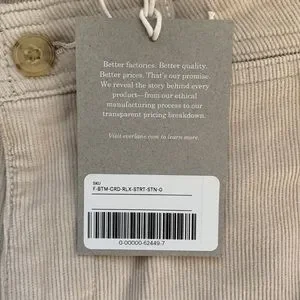 Better factories. Better quality.
Better prices. That's our promise.
We reveal the story behind every
product—from our ethical
manufacturing process to our
transparent pricing breakdown.
Visit everlane.com to learn more.
SKU
F-BTM-CRD-RLX-STRT-STN-0
0-00000-62449-7